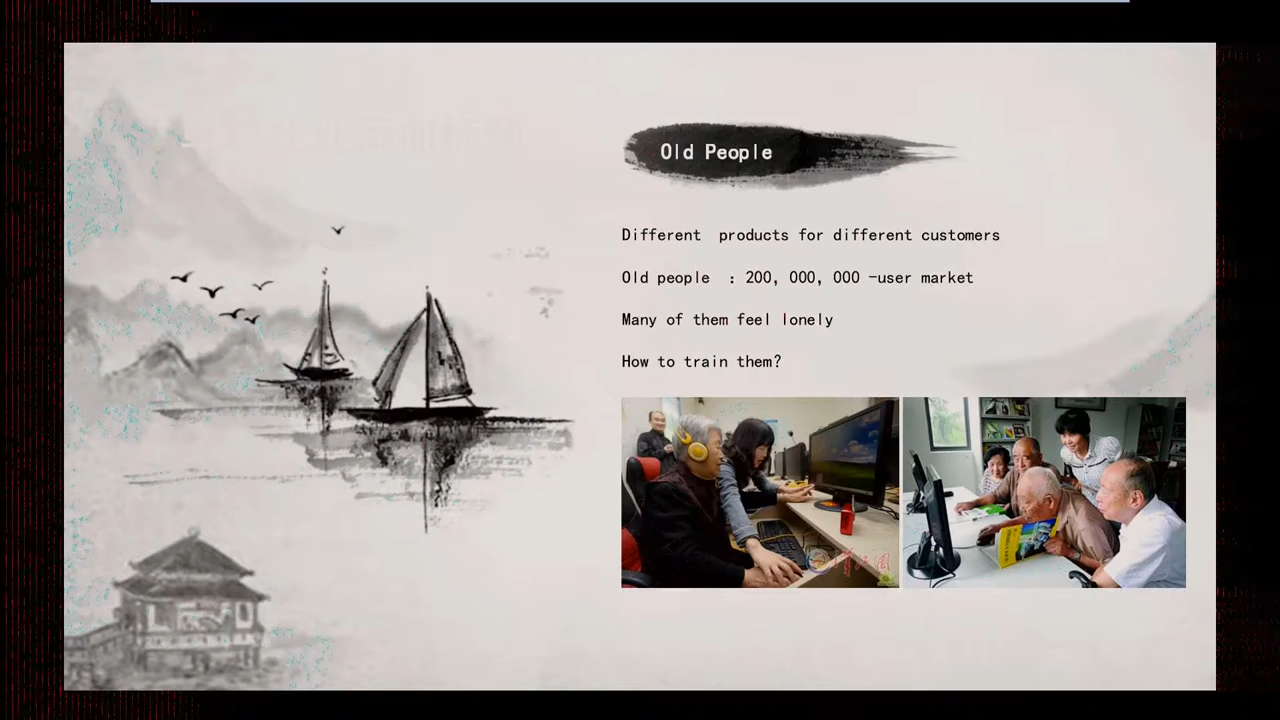 Old People
Different products for different customers
Old people : 200, 000, 000 -user market
Many of them feel lonely
How to train them?